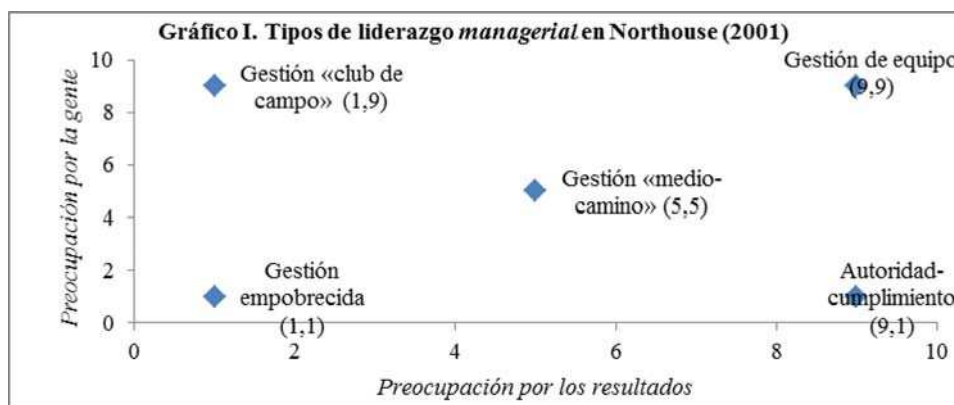 Gráfico I. Tipos de liderazgo managerial en Northouse (2001)
Preocupación por la gente
10
8
6
4
2
0
Gestión «club de
campo» (1,9)
Gestión de equipo
(9,9)
Gestión «medio-
camino» (5,5)
Gestión
empobrecida
(1,1)
Autoridad-
cumplimiento
(9,1)
0
2
4
6
8
10
Preocupación por los resultados